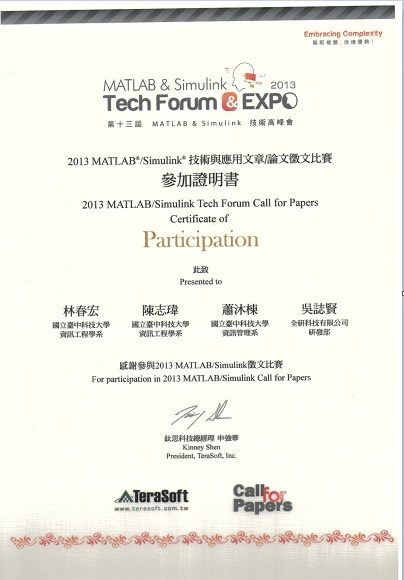 Embracing Complexity
駕馭複雜，倍增優勢！
MATLAB & Simulink 2013
Tech Forum & EXPO
第十三屆 MATLAB & Simulink 技術高峰會
2013 MATLAB®/Simulink® 技術與應用文章/論文徵文比賽
參加證明書
2013 MATLAB/Simulink Tech Forum Call for Papers
Certificate of
Participation
此致
Presented to
林春宏 陳志瑋 蕭沐棟 吳誌賢
國立臺中科技大學 國立臺中科技大學 國立臺中科技大學 全研科技有限公司
資訊工程學系 資訊工程學系 資訊管理系 研發部
感謝參與2013 MATLAB/Simulink徵文比賽
For participation in 2013 MATLAB/Simulink Call for Papers
鈦思科技總經理 申強華
Kinney Shen
President, TeraSoft, Inc.
TeraSoft
www.terasoft.com.tw
Call for
Papers